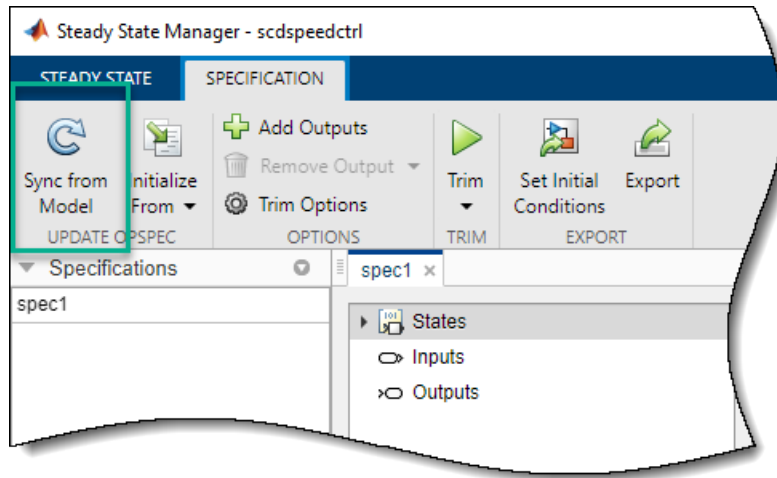 Steady State Manager - scdspeedctrl
STEADY STATE SPECIFICATION
Sync from
Model
Initialize
From
UPDATE OPSPEC
Add Outputs
Remove Output
Trim Options
OPTIONS
Trim
TRIM
Set Initial
Conditions
Export
EXPORT
Specifications
spec1
spec1 ×
States
Inputs
Outputs